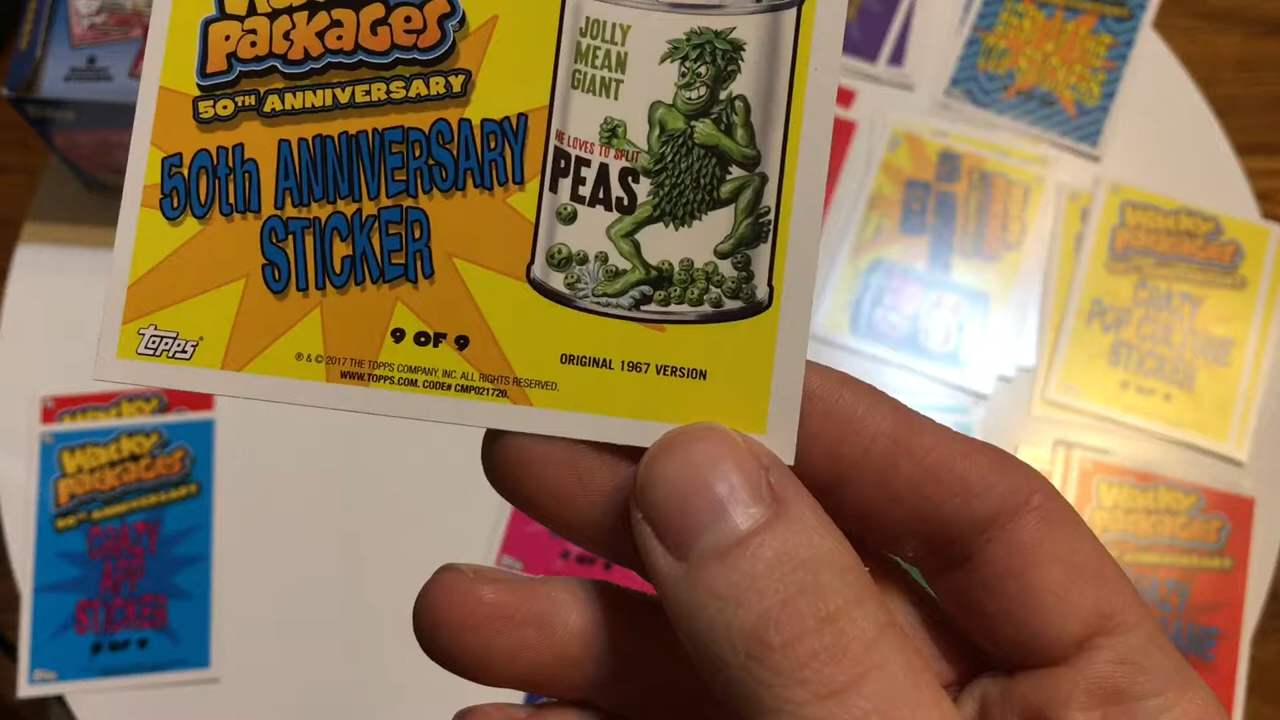 Wacky
packages
50TH ANNIVERSARY
50th ANNIVERSARY
STICKER
JOLLY
MEAN
GIANT
HE LOVES TO SPLIT
PEAS
topps
9 OF 9
® & © 2017 THE TOPPS COMPANY, INC. ALL RIGHTS RESERVED.
WWW.TOPPS.COM. CODE# CMP021720.
ORIGINAL 1967 VERSION
Wacky
packages
50TH ANNIVERSARY
CRAZY
APP
STICKER
Wacky
packages
CRAZY
POP CULTURE
STICKER
Wacky
packages